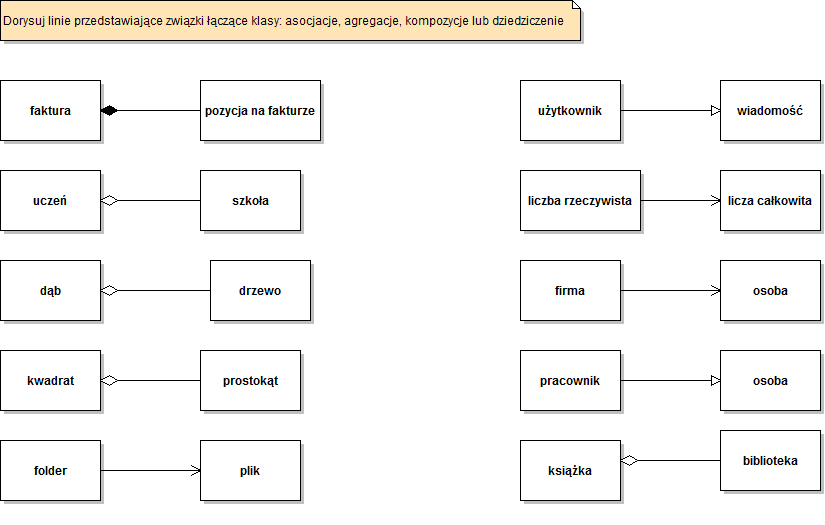 Dorysuj linie przedstawiające związki łączące klasy: asocjacje, agregacje, kompozycje lub dziedziczenie
faktura
pozycja na fakturze
użytkownik
wiadomość
uczeń
szkoła
liczba rzeczywista
licza całkowita
dąb
drzewo
firma
osoba
kwadrat
prostokąt
pracownik
osoba
folder
plik
książka
biblioteka